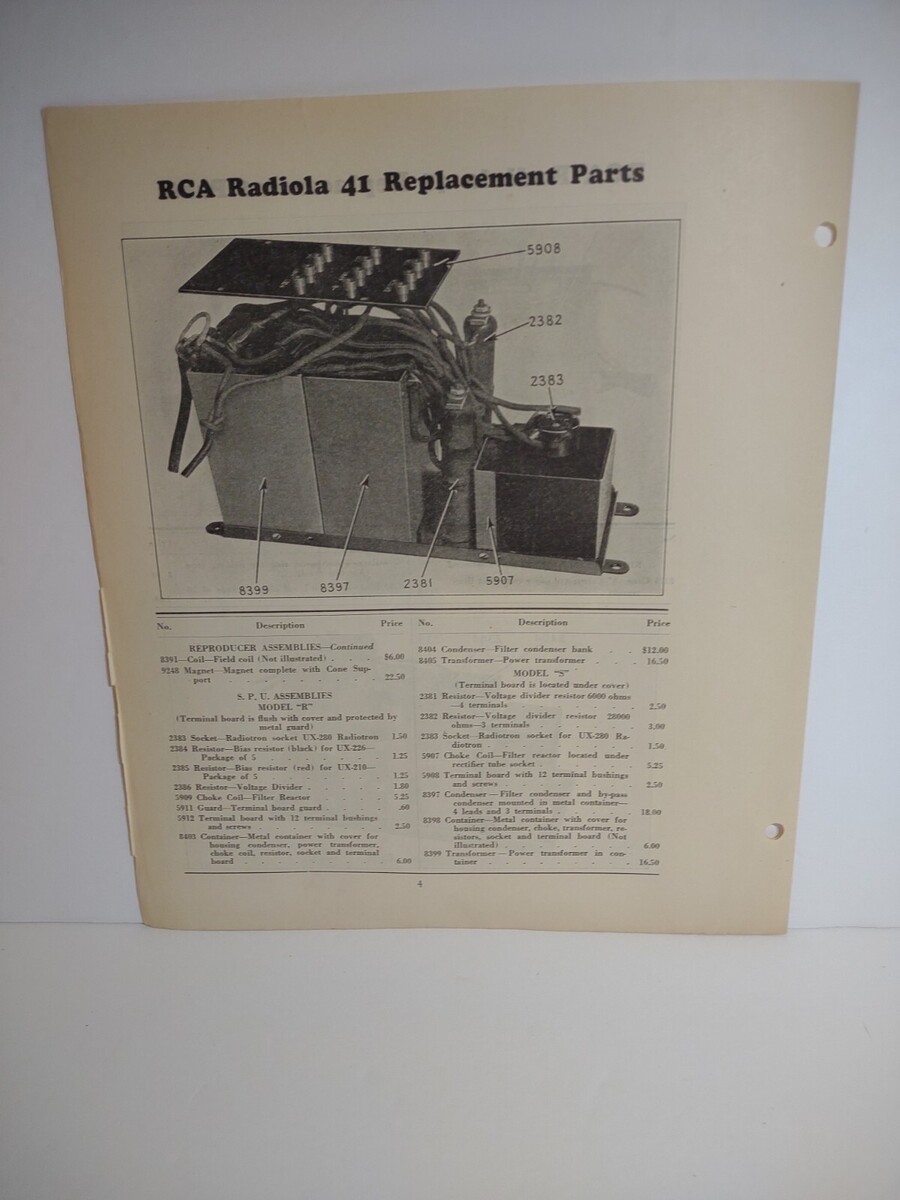 RCA Radiola 41 Replacement Parts
5908
2382
2383
8399
8397
2381
5907
No. Description Price
REPRODUCER ASSEMBLIES—Continued
8391—Coil—Field coil (Not illustrated) . . . $6.00
9248 Magnet—Magnet complete with Cone Sup-
port . . . . . . . 22.50
S. P. U. ASSEMBLIES
MODEL "R"
(Terminal board is flush with cover and protected by
metal guard)
2383 Socket—Radiotron socket UX-280 Radiotron 1.50
2384 Resistor—Bias resistor (black) for UX-226—
Package of 5 . . . . . . 1.25
2385 Resistor—Bias resistor (red) for UX-210—
Package of 5 . . . . . . . 1.25
2386 Resistor—Voltage Divider . . . . . 1.80
5909 Choke Coil—Filter Reactor . . . . 5.25
5911 Guard—Terminal board guard . . . . .60
5912 Terminal board with 12 terminal bushings
and screws . . . . . . . . 2.50
8403 Container—Metal container with cover for
housing condenser, power transformer,
choke coil, resistor, socket and terminal
board . . . . . . . . . 6.00
No. Description Price
8404 Condenser—Filter condenser bank . . $12.00
8405 Transformer—Power transformer . . . 16.50
MODEL "S"
(Terminal board is located under cover)
2381 Resistor—Voltage divider resistor 6000 ohms
—4 terminals . . . . . . . 2.50
2382 Resistor—Voltage divider resistor 28000
ohms—3 terminals . . . . . . 3.00
2383 Socket—Radiotron socket for UX-280 Ra-
diotron . . . . . . . . . 1.50
5907 Choke Coil—Filter reactor located under
rectifier tube socket . . . . . . 5.25
5908 Terminal board with 12 terminal bushings
and screws . . . . . . . . 2.50
8397 Condenser—Filter condenser and by-pass
condenser mounted in metal container—
4 leads and 3 terminals . . . . . 18.00
8398 Container—Metal container with cover for
housing condenser, choke, transformer, re-
sistors, socket and terminal board (Not
illustrated) . . . . . . . . 6.00
8399 Transformer—Power transformer in con-
tainer . . . . . . . . . 16.50
4